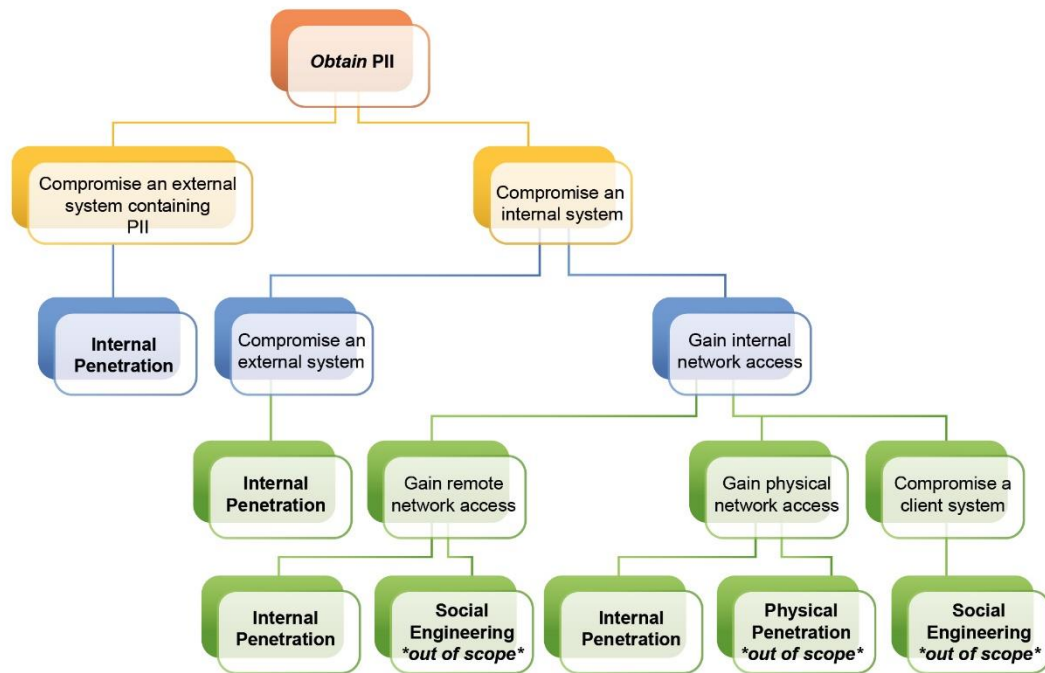 Obtain PII
Compromise an external
system containing
PII
Compromise an
internal system
Internal
Penetration
Compromise an
external system
Gain internal
network access
Internal
Penetration
Gain remote
network access
Gain physical
network access
Compromise a
client system
Internal
Penetration
Social
Engineering
*out of scope*
Internal
Penetration
Physical
Penetration
*out of scope*
Social
Engineering
*out of scope*